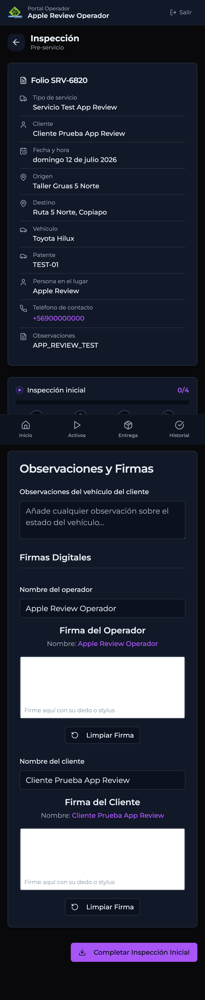 Portal Operador
Apple Review Operador
Salir
Inspección
Pre-servicio
Folio SRV-6820
Tipo de servicio
Servicio Test App Review
Cliente
Cliente Prueba App Review
Fecha y hora
domingo 12 de julio 2026
Origen
Taller Gruas 5 Norte
Destino
Ruta 5 Norte, Copiapo
Vehículo
Toyota Hilux
Patente
TEST-01
Persona en el lugar
Apple Review
Teléfono de contacto
+56900000000
Observaciones
APP_REVIEW_TEST
Inspección inicial
0/4
Inicio
Activos
Entrega
Historial
Observaciones y Firmas
Observaciones del vehículo del cliente
Añade cualquier observación sobre el
estado del vehículo...
Firmas Digitales
Nombre del operador
Apple Review Operador
Firma del Operador
Nombre: Apple Review Operador
Firme aquí con su dedo o stylus
Limpiar Firma
Nombre del cliente
Cliente Prueba App Review
Firma del Cliente
Nombre: Cliente Prueba App Review
Firme aquí con su dedo o stylus
Limpiar Firma
Completar Inspección Inicial